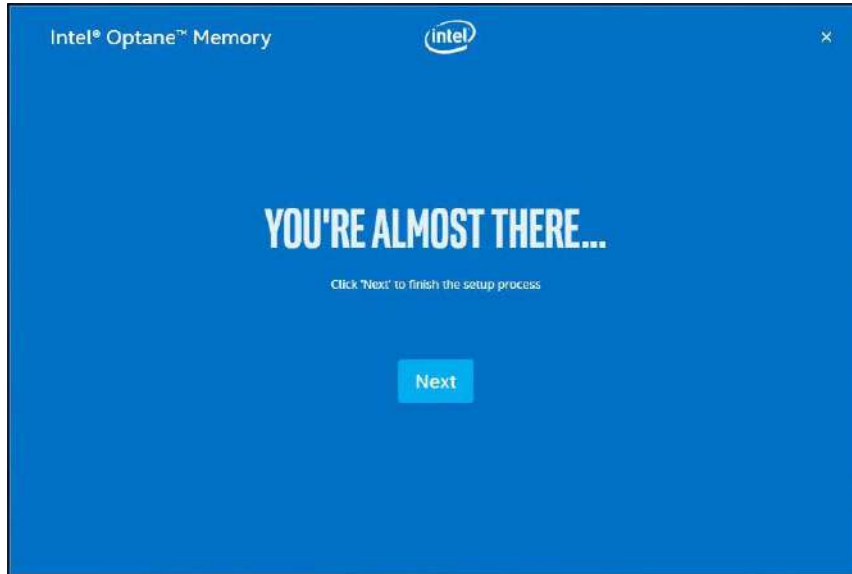 Intel® Optane™ Memory
intel
×
YOU'RE ALMOST THERE...
Click 'Next' to finish the setup process
Next